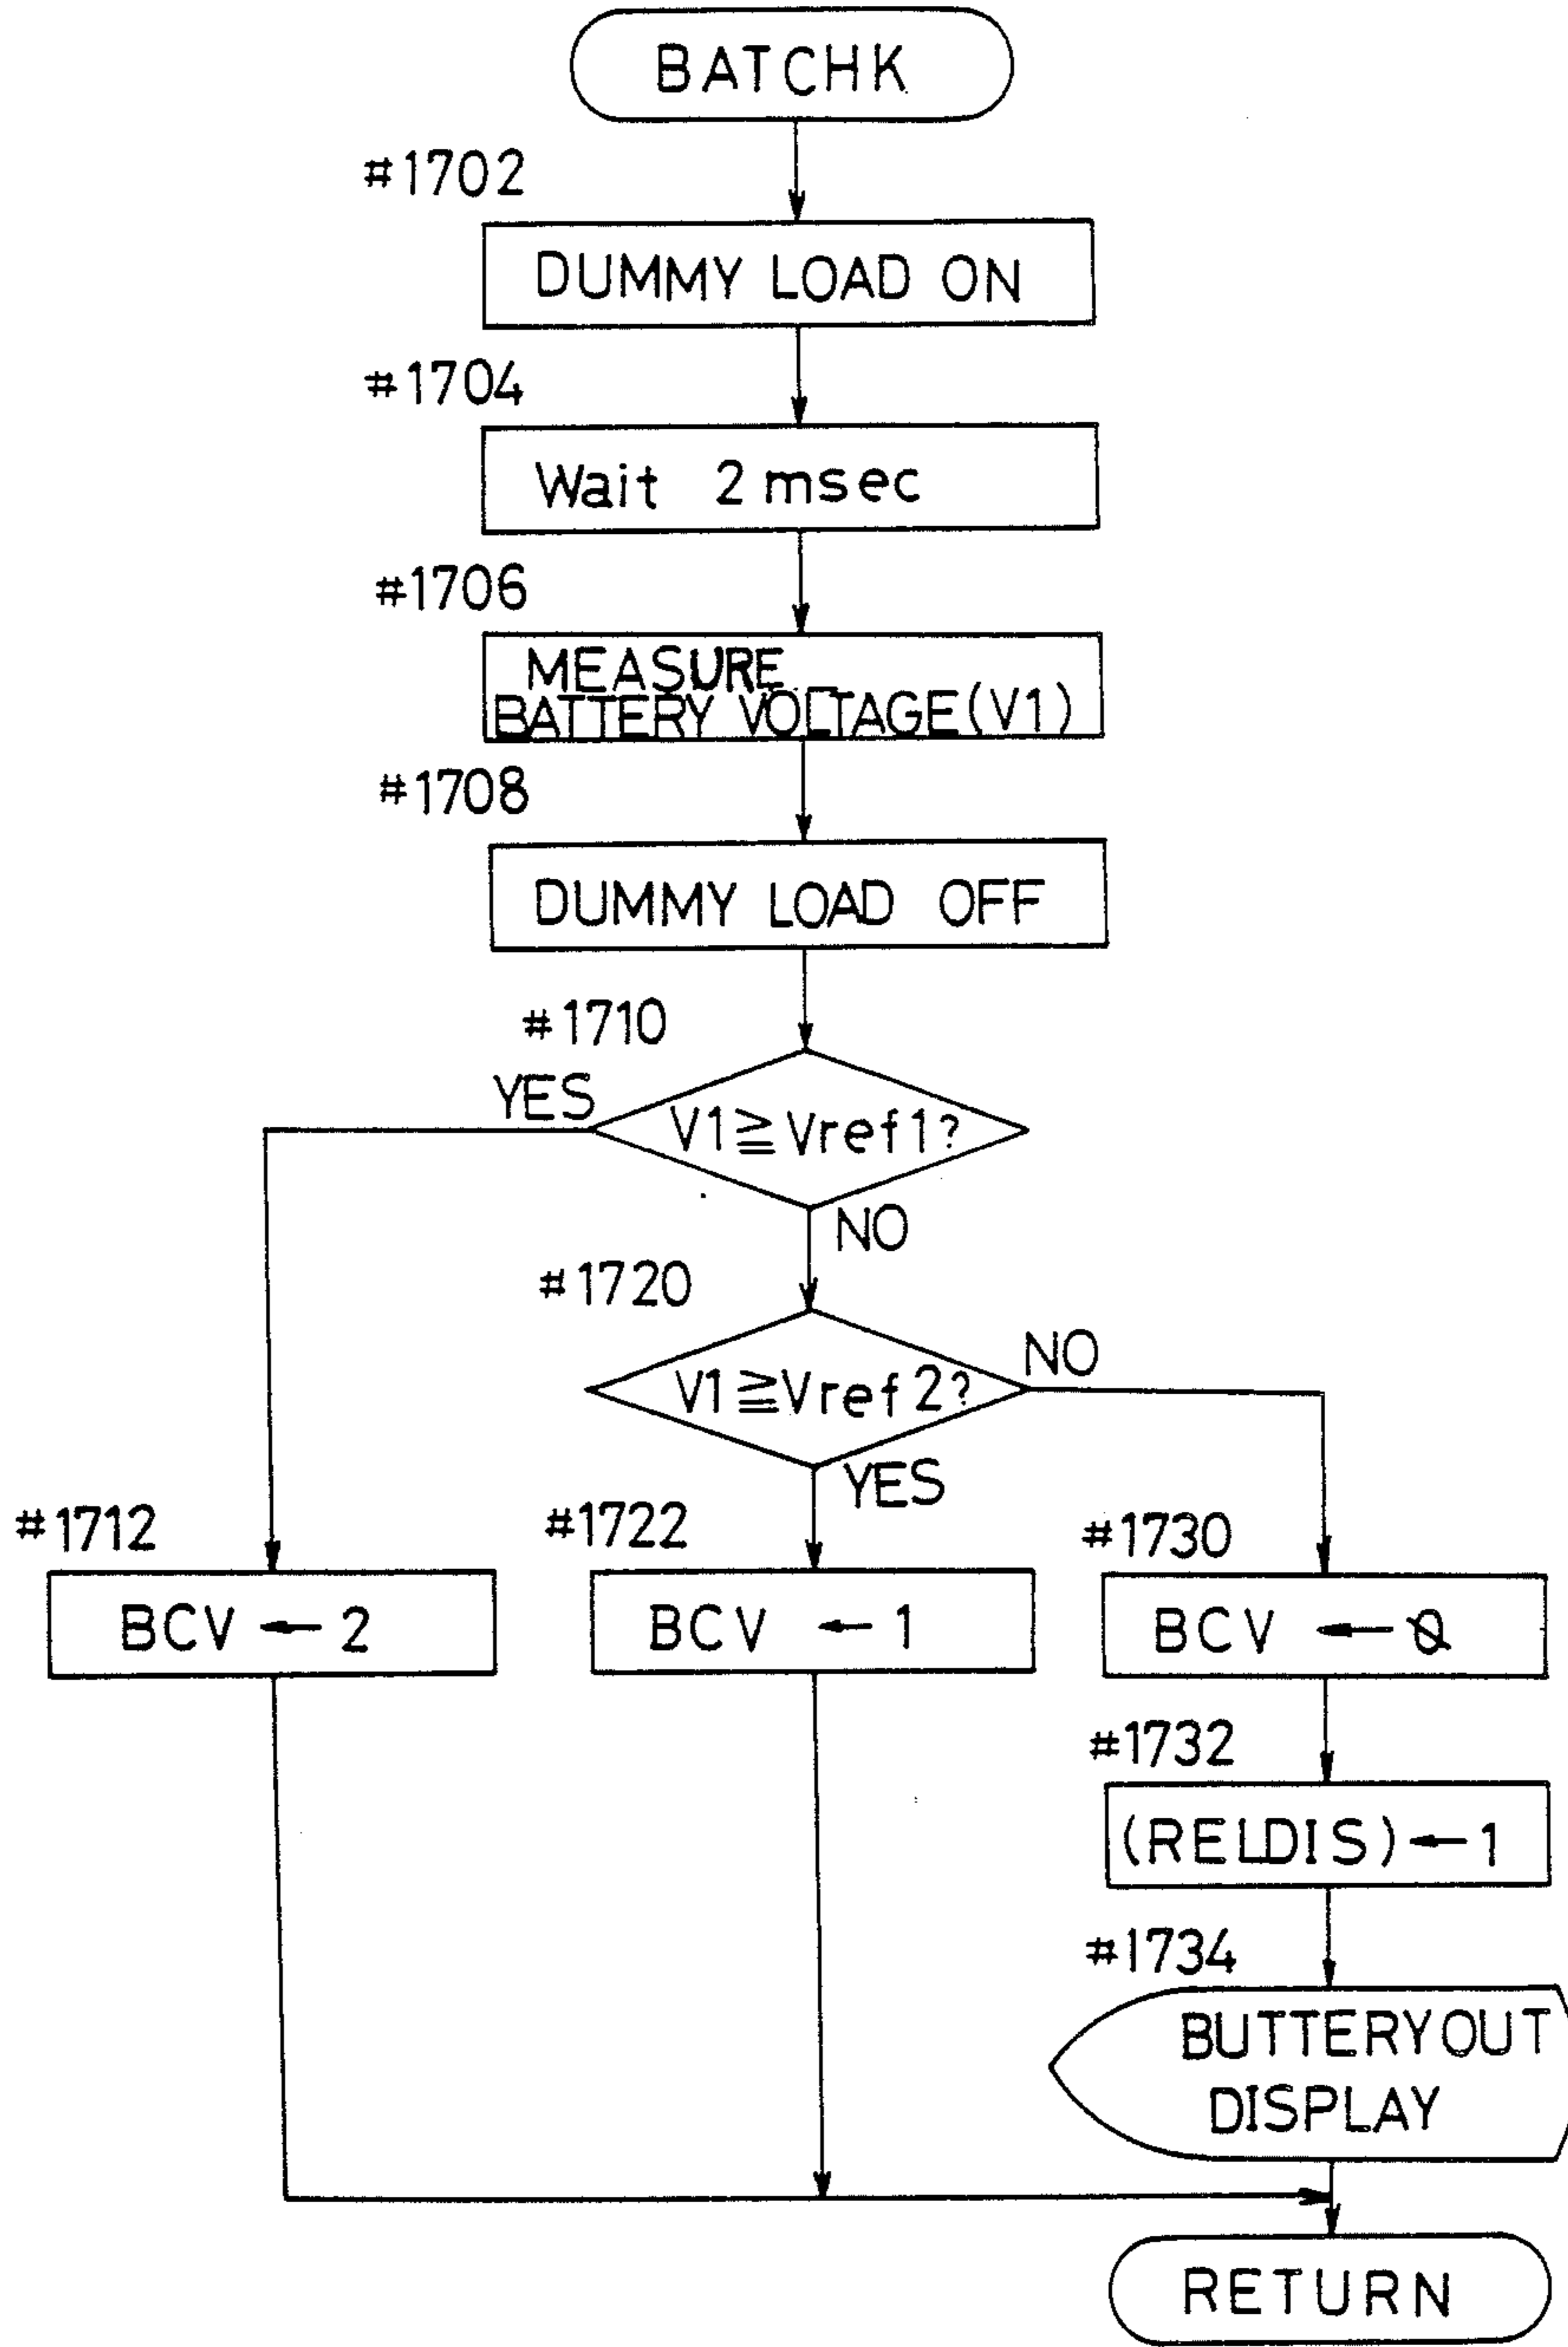 BATCHK
#1702
DUMMY LOAD ON
#1704
Wait 2 msec
#1706
MEASURE
BATTERY VOLTAGE(V1)
#1708
DUMMY LOAD OFF
#1710
YES
V1≧Vref1?
NO
#1720
V1≧Vref2?
NO
YES
#1712
BCV ← 2
#1722
BCV ← 1
#1730
BCV ← 0
#1732
(RELDIS) ← 1
#1734
BUTTERYOUT
DISPLAY
RETURN